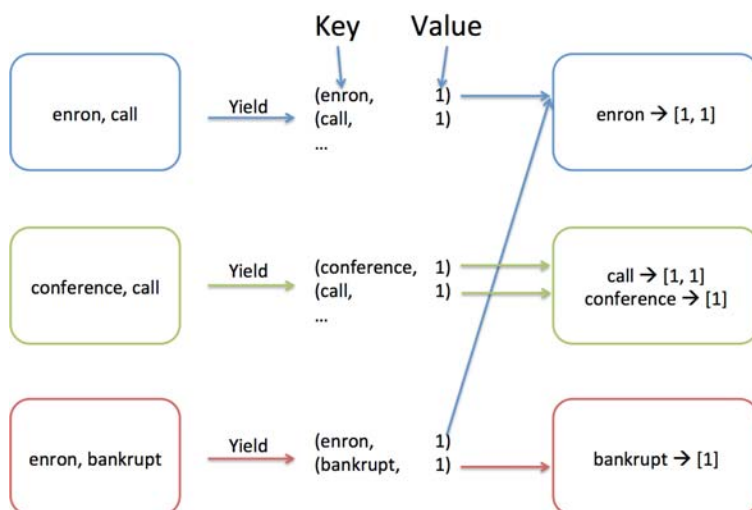 Key Value
enron, call
Yield
(enron, 1)
(call, 1)
...
enron → [1, 1]
conference, call
Yield
(conference, 1)
(call, 1)
...
call → [1, 1]
conference → [1]
enron, bankrupt
Yield
(enron, 1)
(bankrupt, 1)
bankrupt → [1]